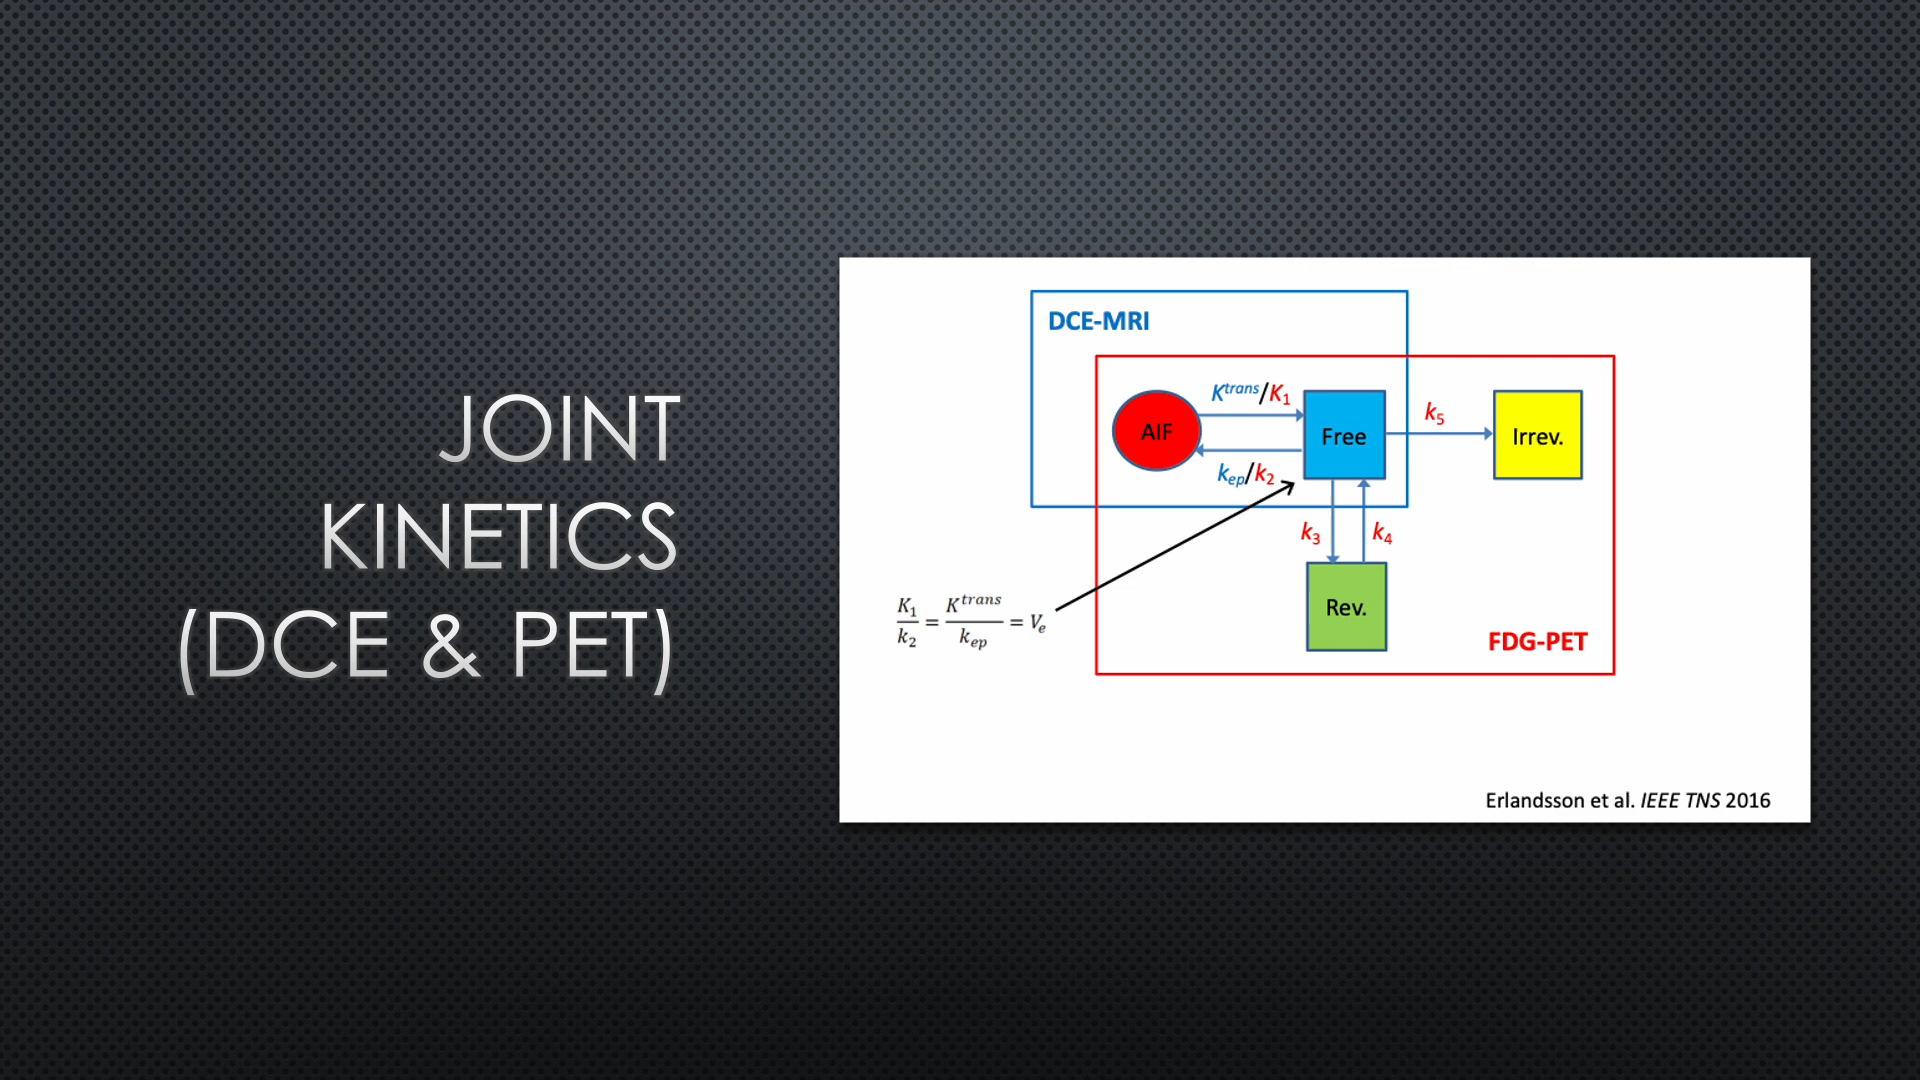 JOINT
KINETICS
(DCE & PET)
DCE-MRI
K^trans/K₁
AIF
Free
k₅
Irrev.
k_ep/k₂
k₃
k₄
K₁/k₂ = K^trans/k_ep = V_e
Rev.
FDG-PET
Erlandsson et al. IEEE TNS 2016